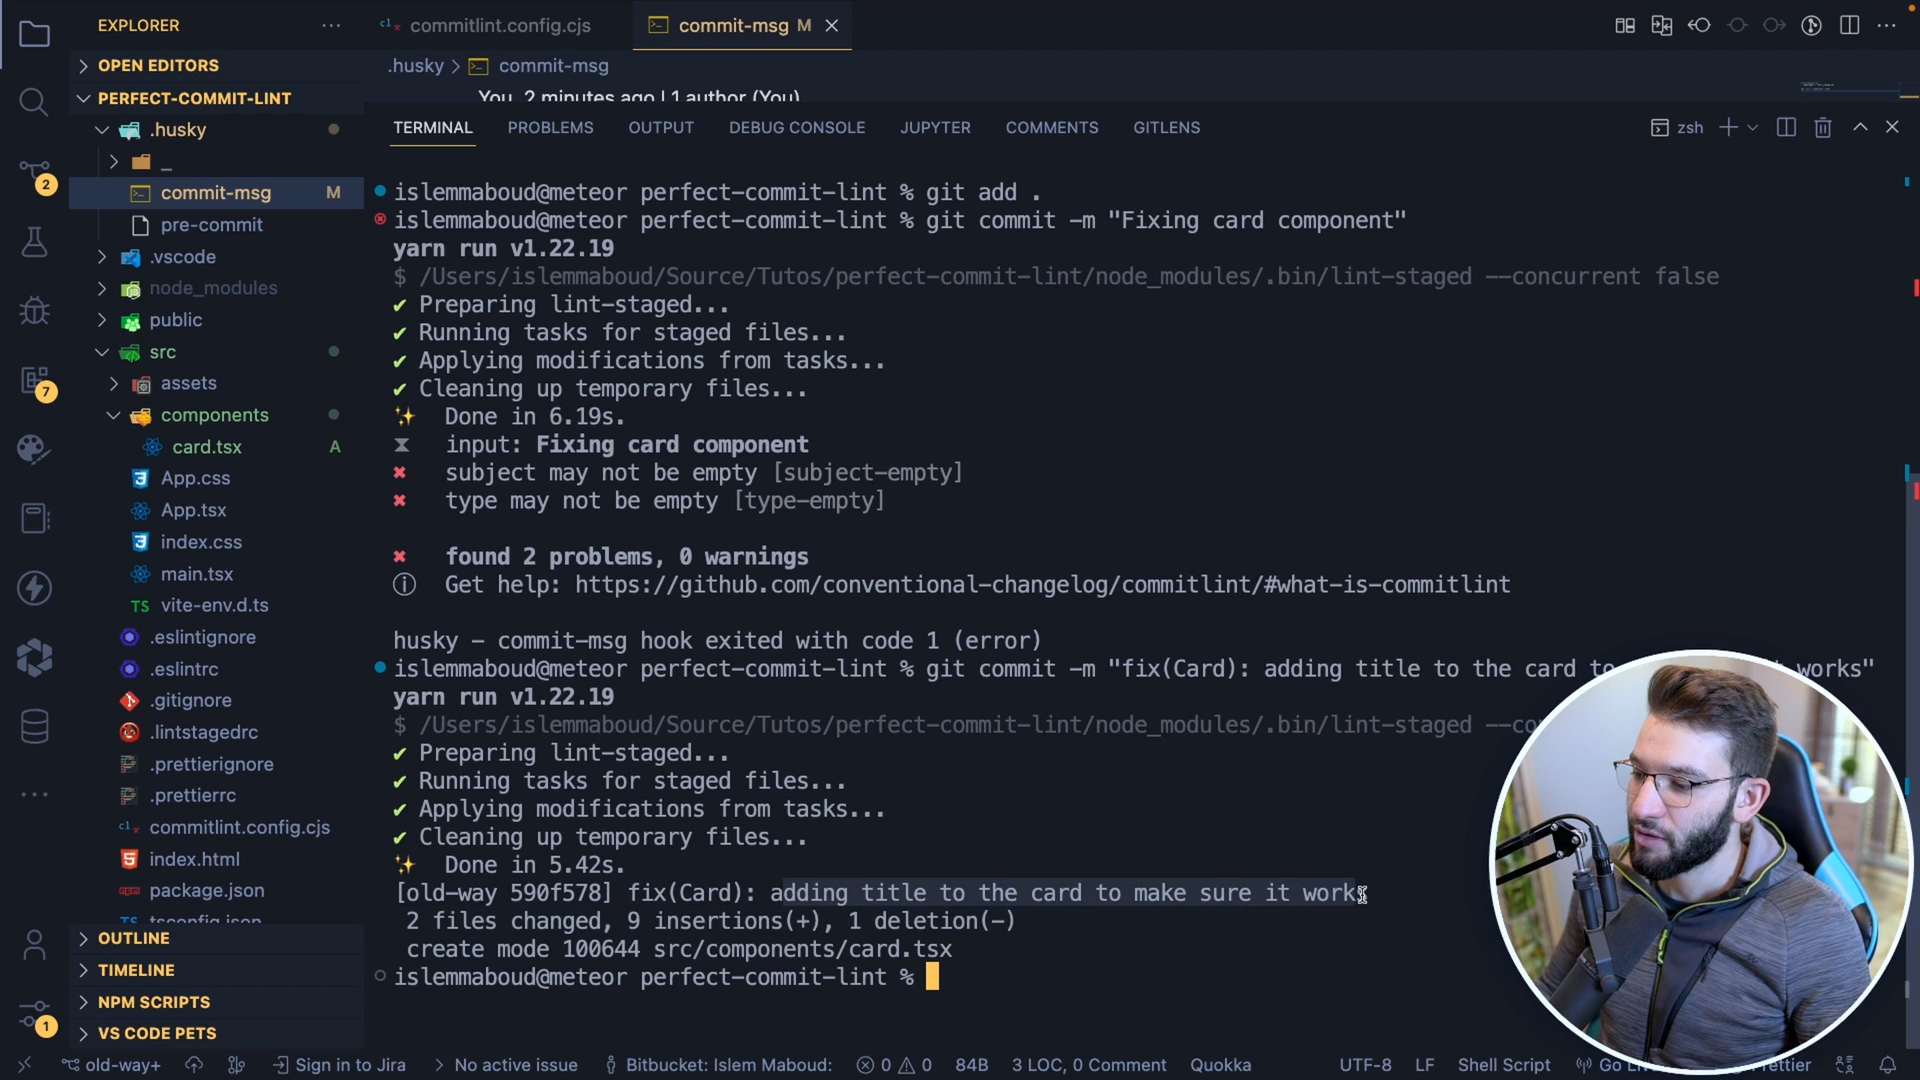 EXPLORER
commitlint.config.cjs
commit-msg M
OPEN EDITORS
PERFECT-COMMIT-LINT
.husky
_
commit-msg M
pre-commit
.vscode
node_modules
public
src
assets
components
card.tsx A
App.css
App.tsx
index.css
main.tsx
TS vite-env.d.ts
.eslintignore
.eslintrc
.gitignore
.lintstagedrc
.prettierignore
.prettierrc
commitlint.config.cjs
index.html
package.json
tsconfig.json
OUTLINE
TIMELINE
NPM SCRIPTS
VS CODE PETS
2
7
1
.husky > commit-msg
You, 2 minutes ago | 1 author (You)
TERMINAL PROBLEMS OUTPUT DEBUG CONSOLE JUPYTER COMMENTS GITLENS
zsh
islemmaboud@meteor perfect-commit-lint % git add .
islemmaboud@meteor perfect-commit-lint % git commit -m "Fixing card component"
yarn run v1.22.19
$ /Users/islemmaboud/Source/Tutos/perfect-commit-lint/node_modules/.bin/lint-staged --concurrent false
✔ Preparing lint-staged...
✔ Running tasks for staged files...
✔ Applying modifications from tasks...
✔ Cleaning up temporary files...
✨ Done in 6.19s.
⧗ input: Fixing card component
✖ subject may not be empty [subject-empty]
✖ type may not be empty [type-empty]
✖ found 2 problems, 0 warnings
ⓘ Get help: https://github.com/conventional-changelog/commitlint/#what-is-commitlint
husky - commit-msg hook exited with code 1 (error)
islemmaboud@meteor perfect-commit-lint % git commit -m "fix(Card): adding title to the card to works"
yarn run v1.22.19
$ /Users/islemmaboud/Source/Tutos/perfect-commit-lint/node_modules/.bin/lint-staged
✔ Preparing lint-staged...
✔ Running tasks for staged files...
✔ Applying modifications from tasks...
✔ Cleaning up temporary files...
✨ Done in 5.42s.
[old-way 590f578] fix(Card): adding title to the card to make sure it works
2 files changed, 9 insertions(+), 1 deletion(-)
create mode 100644 src/components/card.tsx
islemmaboud@meteor perfect-commit-lint %
old-way+ Sign in to Jira No active issue Bitbucket: Islem Maboud: 0 0 84B 3 LOC, 0 Comment Quokka UTF-8 LF Shell Script Go Prettier